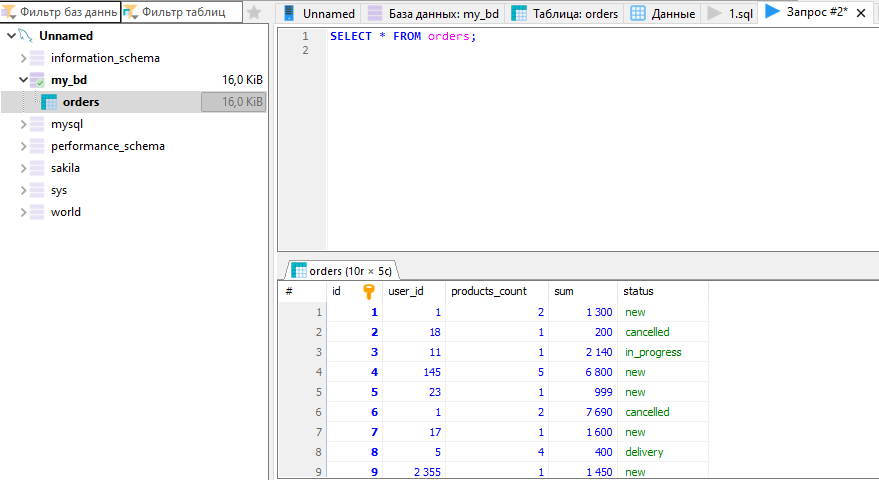 Фильтр баз данн Фильтр таблиц Unnamed База данных: my_bd Таблица: orders Данные 1.sql Запрос #2*
Unnamed
information_schema
my_bd 16,0 KiB
orders 16,0 KiB
mysql
performance_schema
sakila
sys
world
1 SELECT * FROM orders;
2
orders (10r × 5c)
# id user_id products_count sum status
1 1 1 2 1 300 new
2 2 18 1 200 cancelled
3 3 11 1 2 140 in_progress
4 4 145 5 6 800 new
5 5 23 1 999 new
6 6 1 2 7 690 cancelled
7 7 17 1 1 600 new
8 8 5 4 400 delivery
9 9 2 355 1 1 450 new